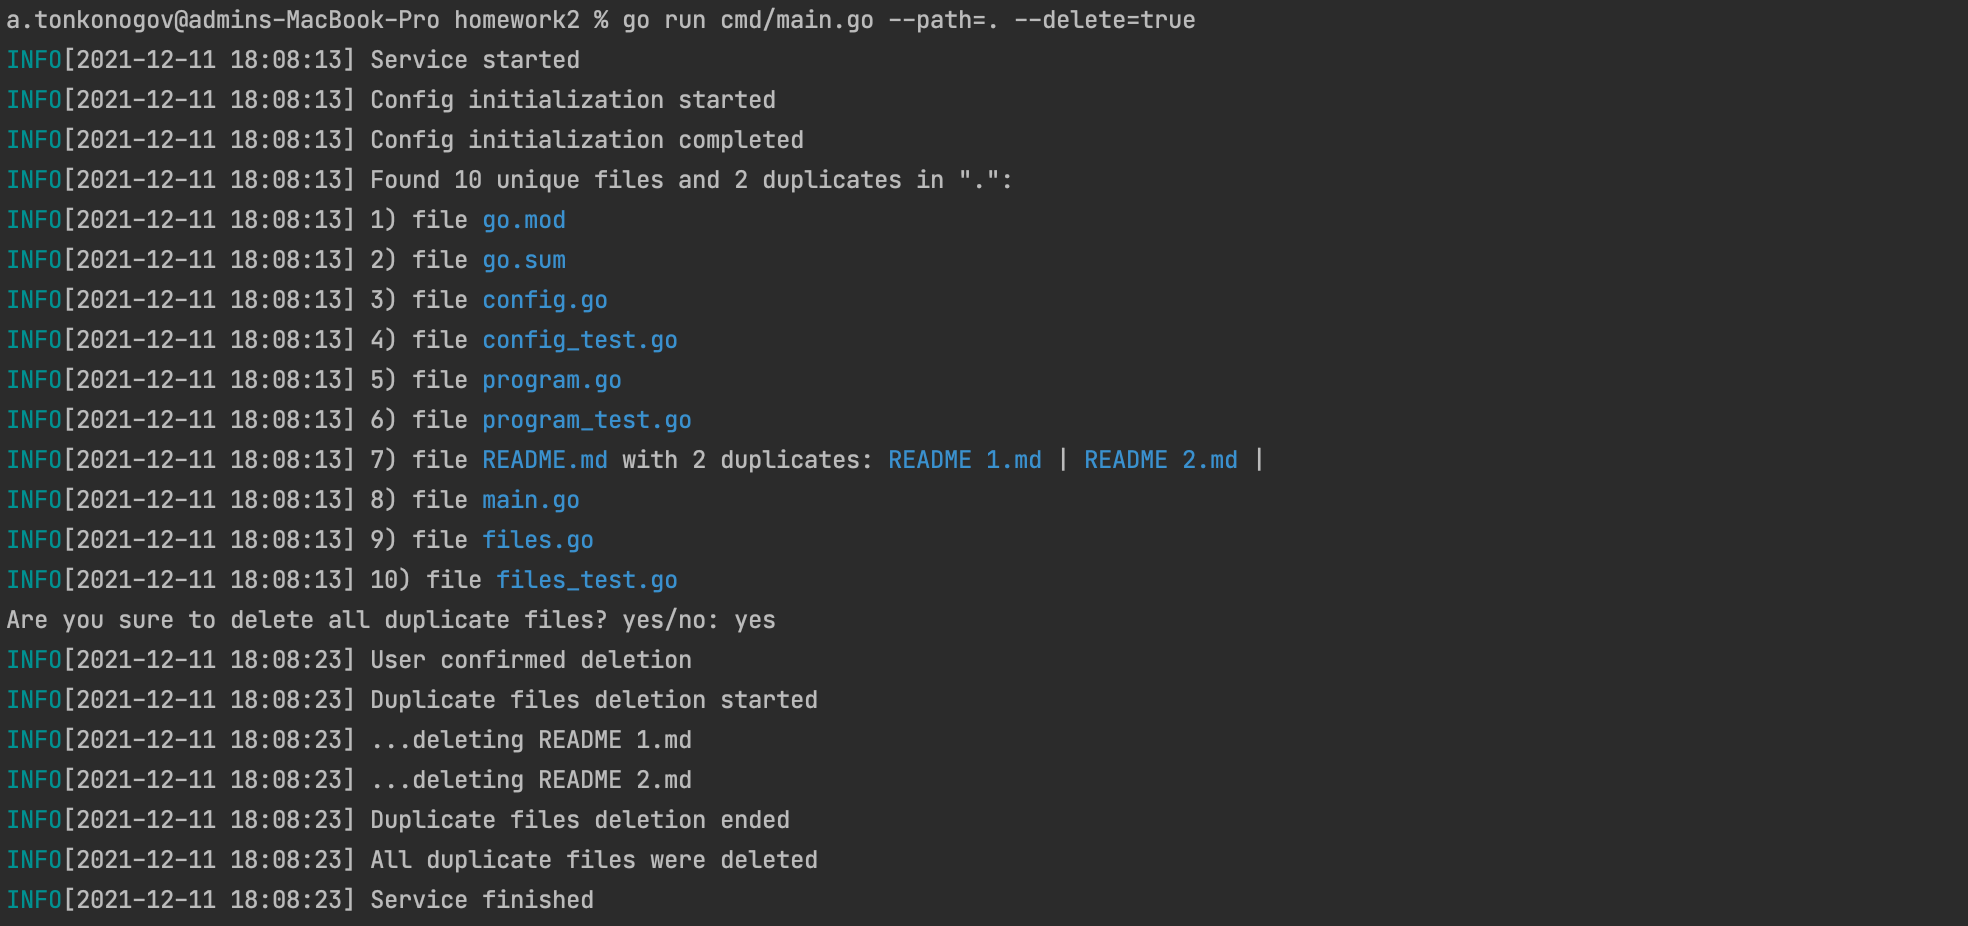 a.tonkonogov@admins-MacBook-Pro homework2 % go run cmd/main.go --path=. --delete=true
INFO[2021-12-11 18:08:13] Service started
INFO[2021-12-11 18:08:13] Config initialization started
INFO[2021-12-11 18:08:13] Config initialization completed
INFO[2021-12-11 18:08:13] Found 10 unique files and 2 duplicates in ".":
INFO[2021-12-11 18:08:13] 1) file go.mod
INFO[2021-12-11 18:08:13] 2) file go.sum
INFO[2021-12-11 18:08:13] 3) file config.go
INFO[2021-12-11 18:08:13] 4) file config_test.go
INFO[2021-12-11 18:08:13] 5) file program.go
INFO[2021-12-11 18:08:13] 6) file program_test.go
INFO[2021-12-11 18:08:13] 7) file README.md with 2 duplicates: README 1.md | README 2.md |
INFO[2021-12-11 18:08:13] 8) file main.go
INFO[2021-12-11 18:08:13] 9) file files.go
INFO[2021-12-11 18:08:13] 10) file files_test.go
Are you sure to delete all duplicate files? yes/no: yes
INFO[2021-12-11 18:08:23] User confirmed deletion
INFO[2021-12-11 18:08:23] Duplicate files deletion started
INFO[2021-12-11 18:08:23] ...deleting README 1.md
INFO[2021-12-11 18:08:23] ...deleting README 2.md
INFO[2021-12-11 18:08:23] Duplicate files deletion ended
INFO[2021-12-11 18:08:23] All duplicate files were deleted
INFO[2021-12-11 18:08:23] Service finished